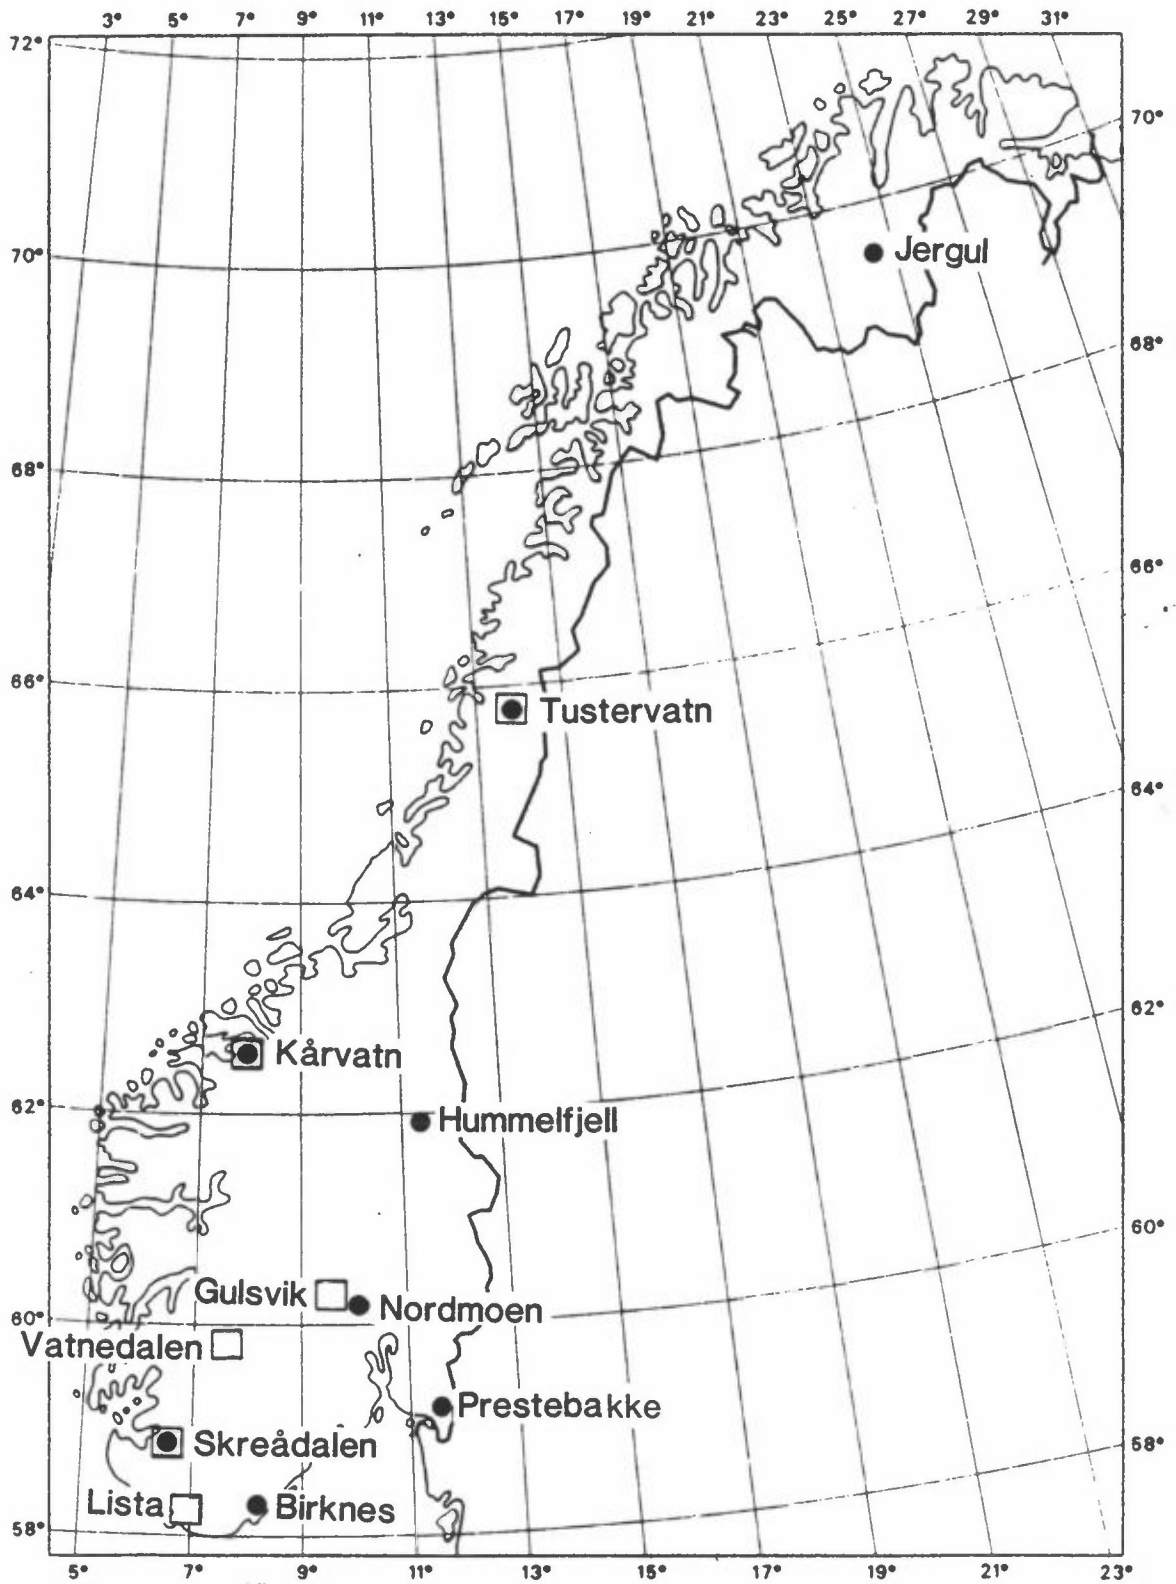 3° 5° 7° 9° 11° 13° 15° 17° 19° 21° 23° 25° 27° 29° 31°
72°
70°
70°
Jergul
68°
68°
66°
66°
Tustervatn
64°
64°
62°
Kårvatn
62°
Hummelfjell
60°
Gulsvik
Nordmoen
60°
Vatnedalen
Prestebakke
Skreådalen
58°
Lista
Birknes
58°
5° 7° 9° 11° 13° 15° 17° 19° 21° 23°